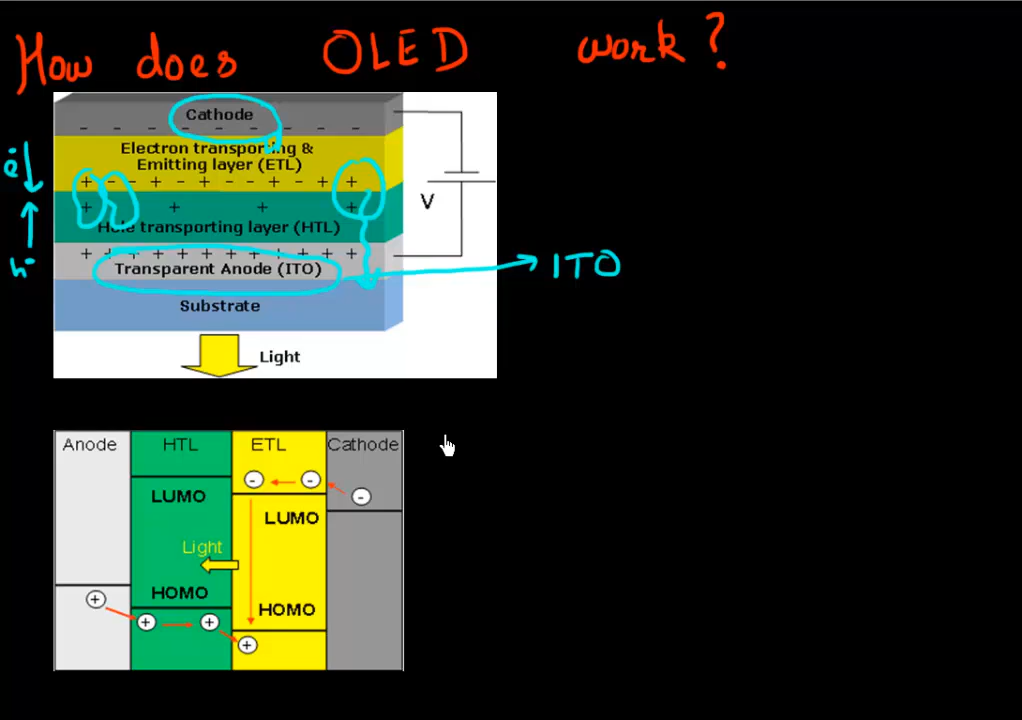 How does OLED work?
Cathode
- - - - - - - - -
Electron transporting &
Emitting layer (ETL)
+ - + - + - - + - +
+ + + +
Hole transporting layer (HTL)
+ + + + + + + + + + +
Transparent Anode (ITO)
Substrate
Light
V
e
h
ITO
Anode HTL ETL Cathode
- - -
LUMO
LUMO
Light
HOMO
HOMO
+ + + +